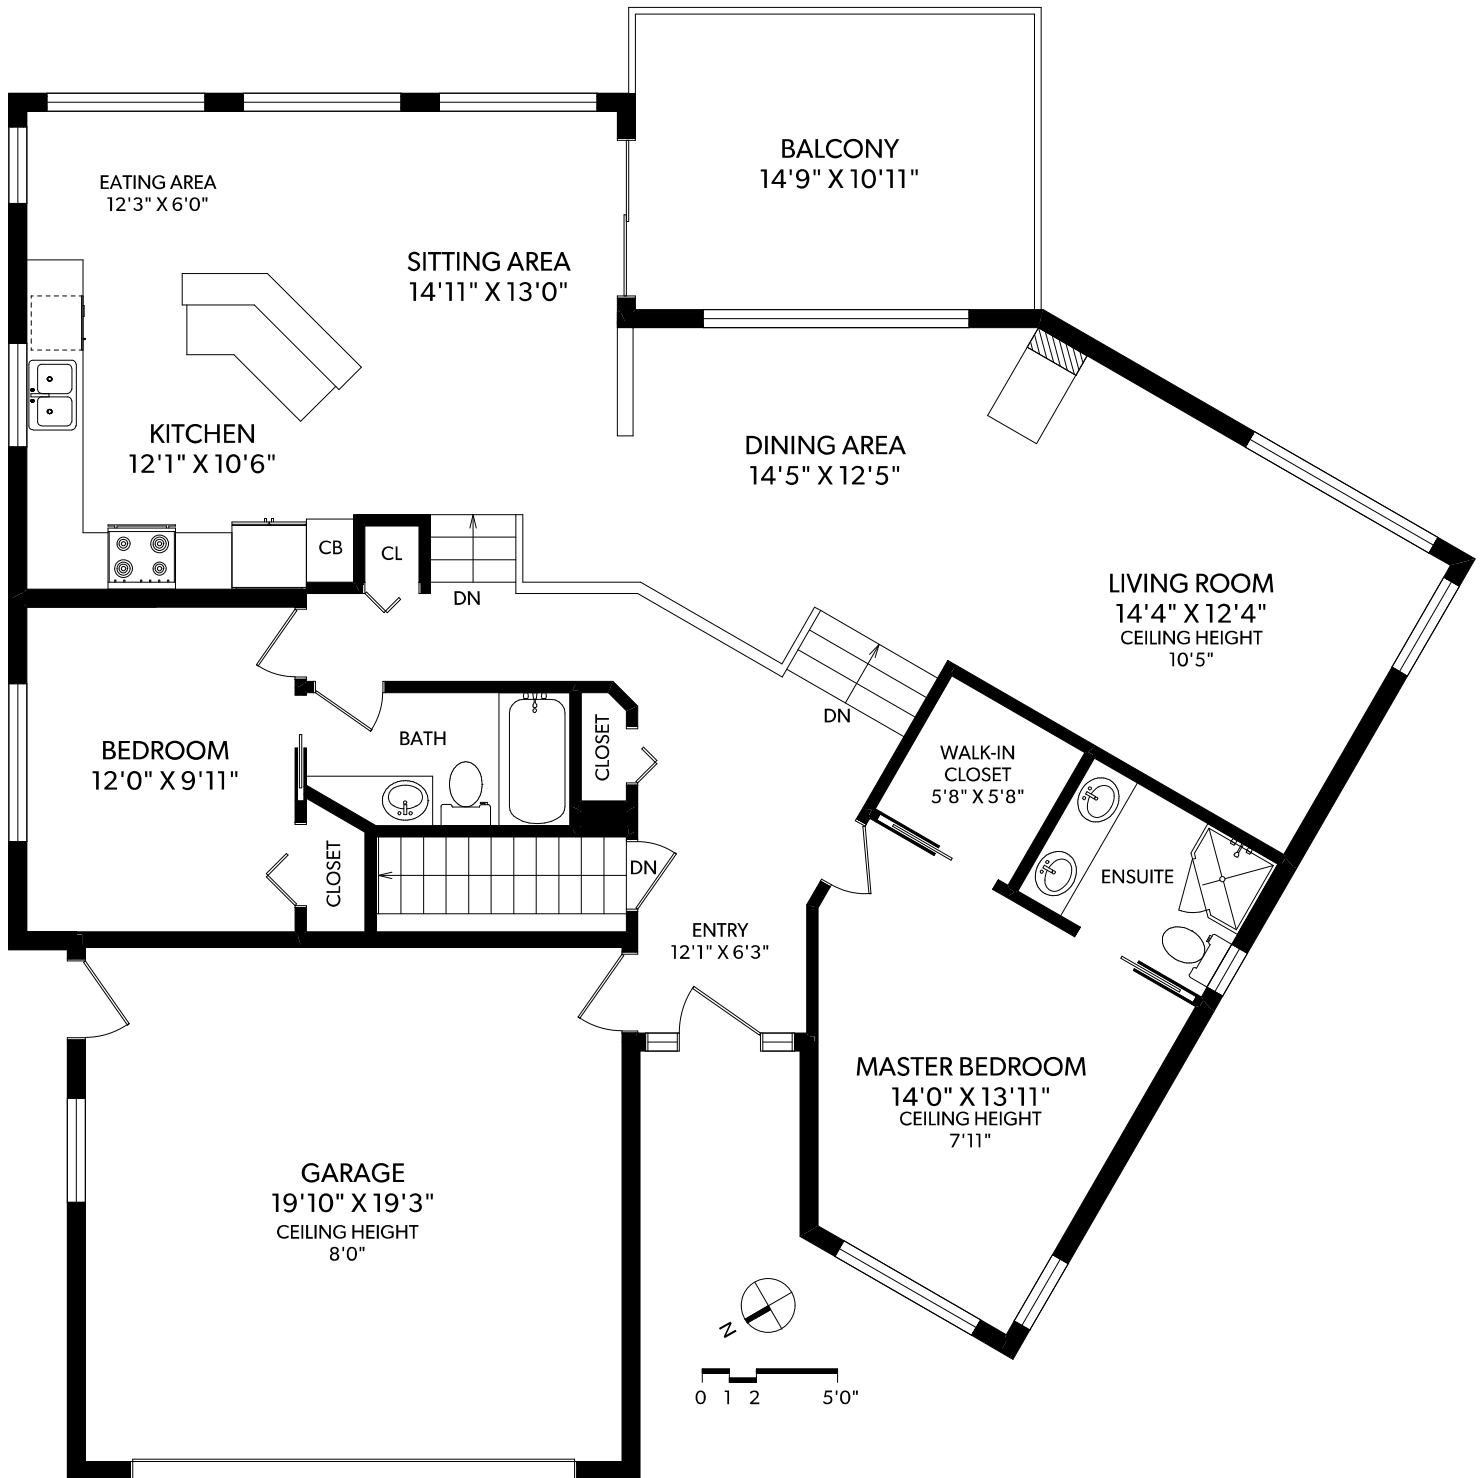 BALCONY
14'9" X 10'11"
EATING AREA
12'3" X 6'0"
SITTING AREA
14'11" X 13'0"
KITCHEN
12'1" X 10'6"
DINING AREA
14'5" X 12'5"
CB
CL
DN
LIVING ROOM
14'4" X 12'4"
CEILING HEIGHT
10'5"
DN
BEDROOM
12'0" X 9'11"
BATH
CLOSET
WALK-IN
CLOSET
5'8" X 5'8"
CLOSET
DN
ENSUITE
ENTRY
12'1" X 6'3"
MASTER BEDROOM
14'0" X 13'11"
CEILING HEIGHT
7'11"
GARAGE
19'10" X 19'3"
CEILING HEIGHT
8'0"
N
0 1 2 5'0"